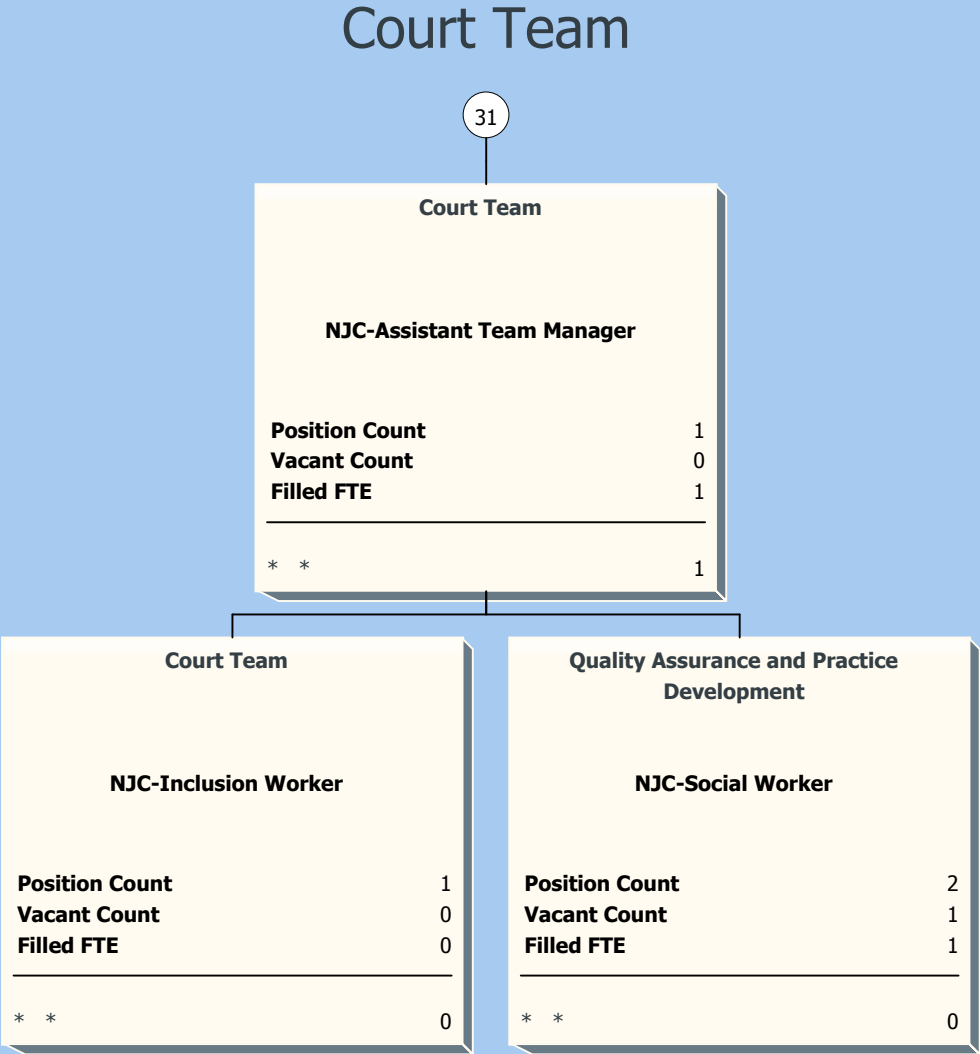 Court Team
31
Court Team
NJC-Assistant Team Manager
Position Count 1
Vacant Count 0
Filled FTE 1
* * 1
Court Team
NJC-Inclusion Worker
Position Count 1
Vacant Count 0
Filled FTE 0
* * 0
Quality Assurance and Practice
Development
NJC-Social Worker
Position Count 2
Vacant Count 1
Filled FTE 1
* * 0